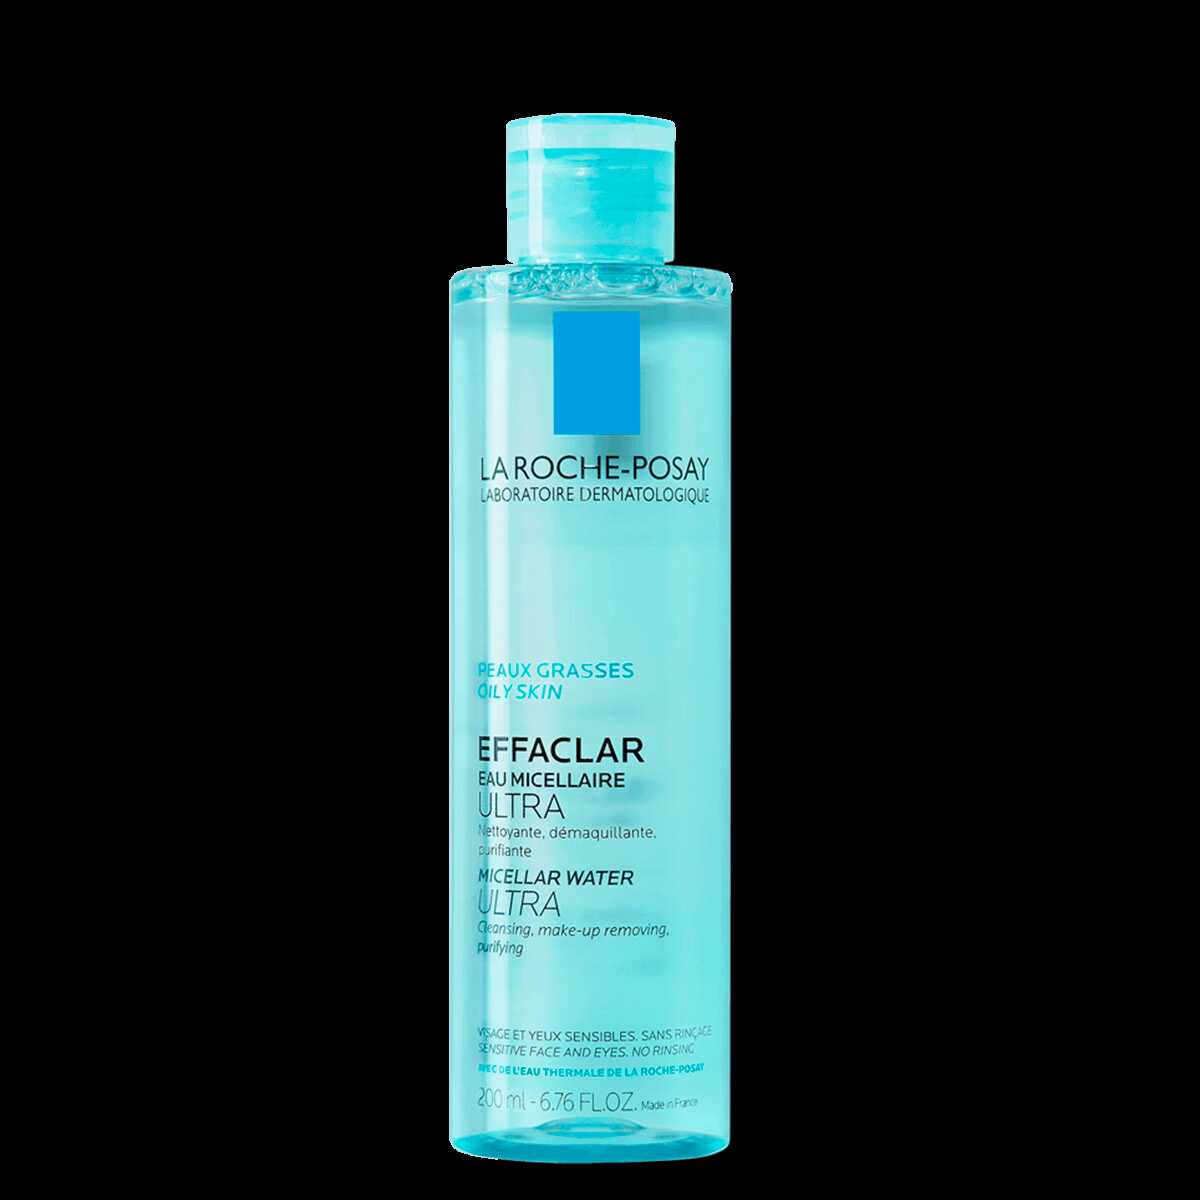 LA ROCHE-POSAY
LABORATOIRE DERMATOLOGIQUE
PEAUX GRASSES
OILY SKIN
EFFACLAR
EAU MICELLAIRE
ULTRA
Nettoyante, démaquillante,
purifiante
MICELLAR WATER
ULTRA
Cleansing, make-up removing,
purifying
VISAGE ET YEUX SENSIBLES. SANS RINÇAGE
SENSITIVE FACE AND EYES. NO RINSING
AVEC DE L'EAU THERMALE DE LA ROCHE-POSAY
200 ml - 6.76 FL.OZ. Made in France